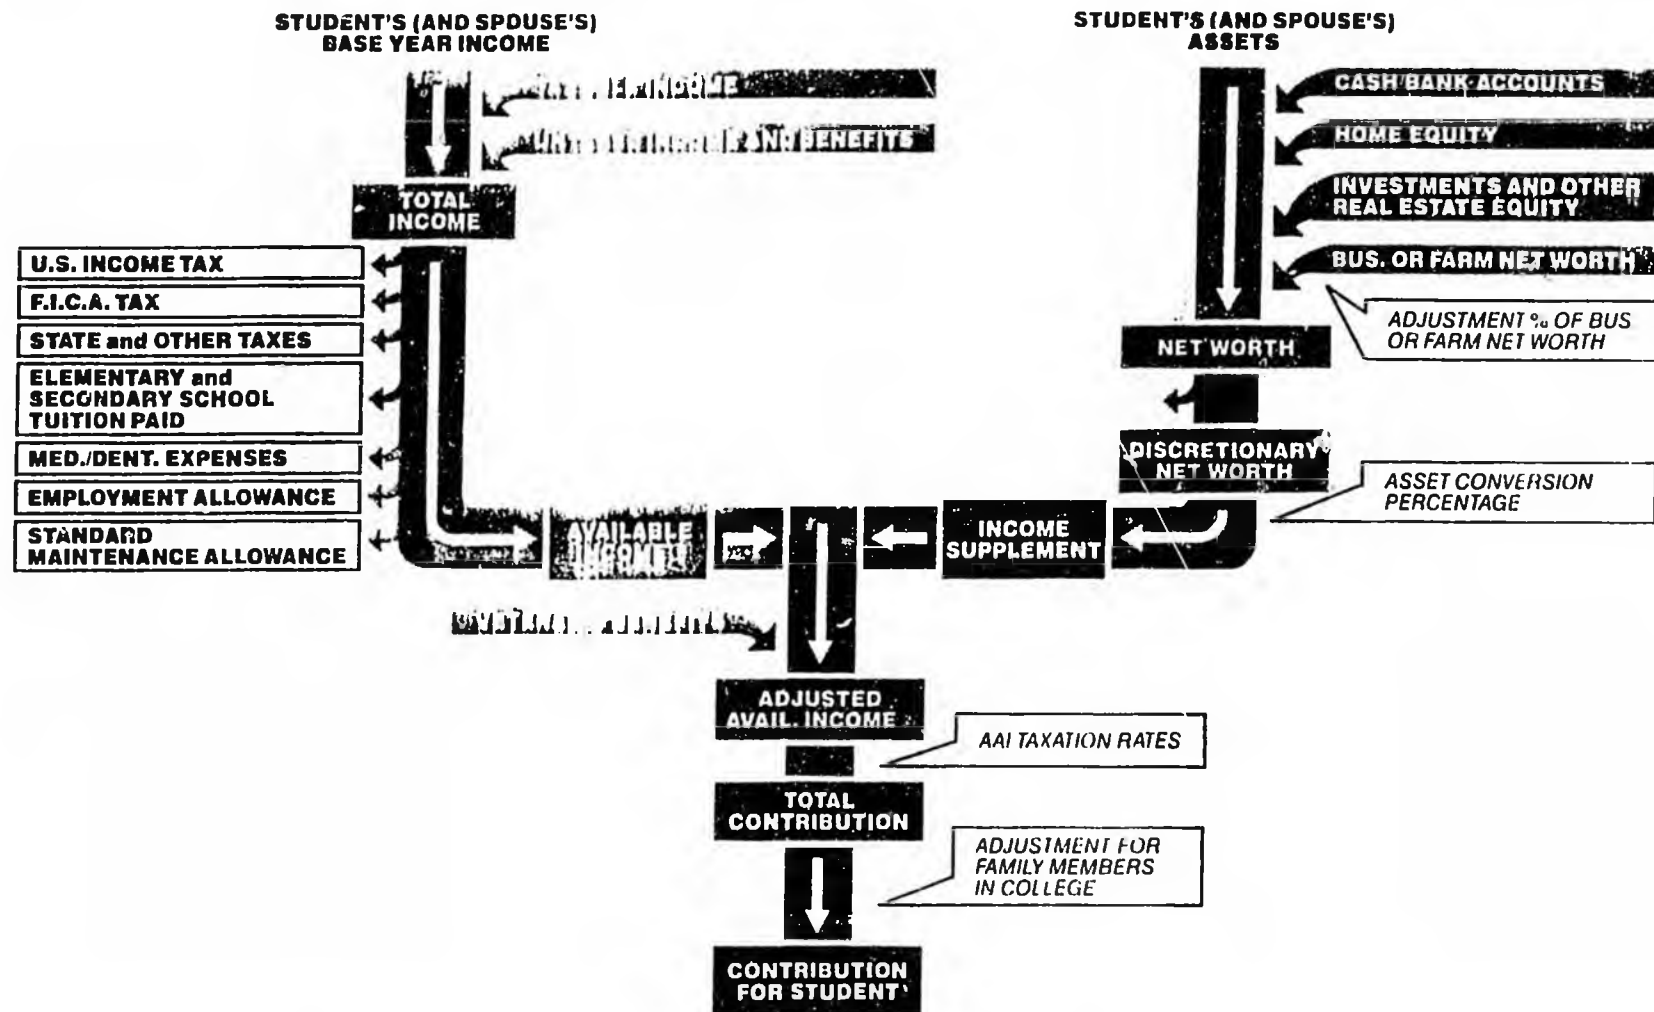 STUDENT'S (AND SPOUSE'S)
BASE YEAR INCOME
STUDENT'S (AND SPOUSE'S)
ASSETS
INCOME
AND BENEFITS
TOTAL
INCOME
CASH/BANK ACCOUNTS
HOME EQUITY
INVESTMENTS AND OTHER
REAL ESTATE EQUITY
BUS. OR FARM NET WORTH
ADJUSTMENT % OF BUS
OR FARM NET WORTH
U.S. INCOME TAX
F.I.C.A. TAX
STATE and OTHER TAXES
ELEMENTARY and
SECONDARY SCHOOL
TUITION PAID
MED./DENT. EXPENSES
EMPLOYMENT ALLOWANCE
STANDARD
MAINTENANCE ALLOWANCE
NET WORTH
DISCRETIONARY
NET WORTH
ASSET CONVERSION
PERCENTAGE
AVAILABLE
INCOME
INCOME
SUPPLEMENT
ADJUSTED
AVAIL. INCOME
AAI TAXATION RATES
TOTAL
CONTRIBUTION
ADJUSTMENT FOR
FAMILY MEMBERS
IN COLLEGE
CONTRIBUTION
FOR STUDENT